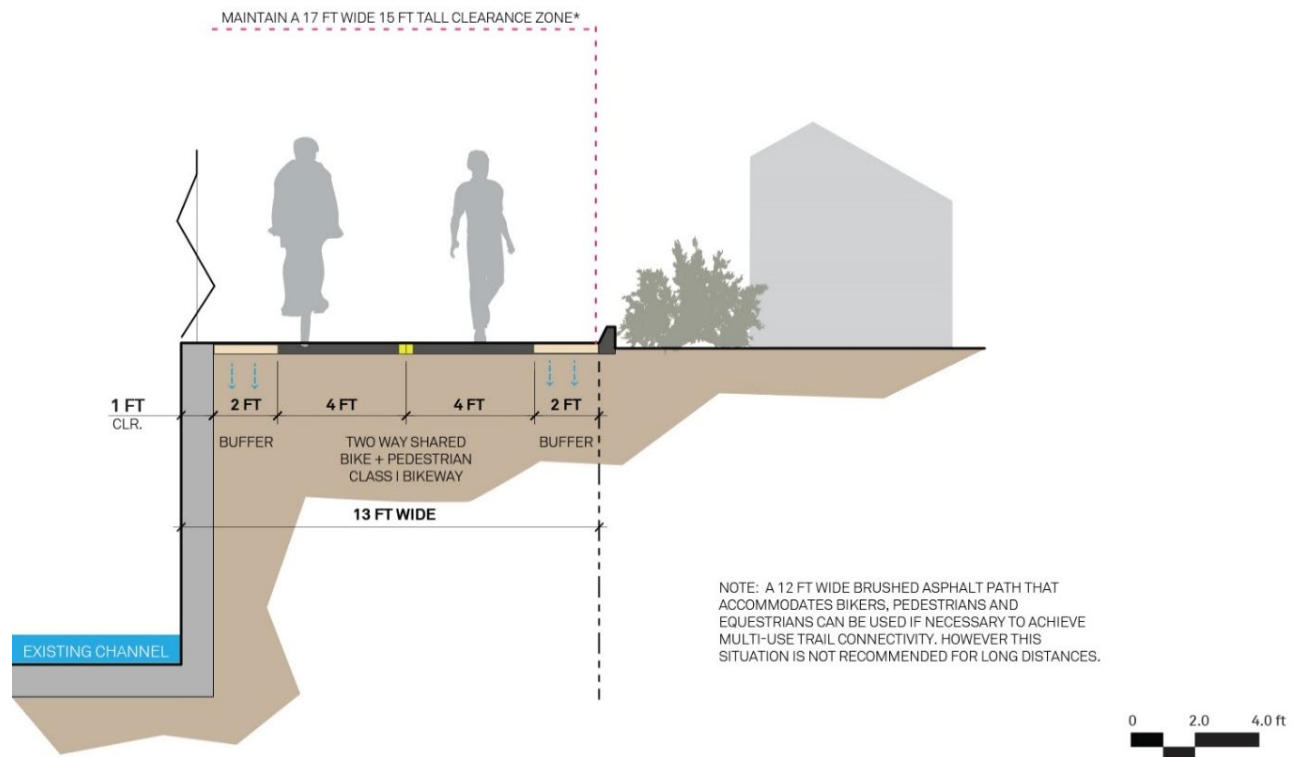 MAINTAIN A 17 FT WIDE 15 FT TALL CLEARANCE ZONE*
1 FT
CLR.
2 FT
4 FT
4 FT
2 FT
BUFFER
TWO WAY SHARED
BIKE + PEDESTRIAN
CLASS I BIKEWAY
BUFFER
13 FT WIDE
NOTE: A 12 FT WIDE BRUSHED ASPHALT PATH THAT
ACCOMMODATES BIKERS, PEDESTRIANS AND
EQUESTRIANS CAN BE USED IF NECESSARY TO ACHIEVE
MULTI-USE TRAIL CONNECTIVITY. HOWEVER THIS
SITUATION IS NOT RECOMMENDED FOR LONG DISTANCES.
EXISTING CHANNEL
0 2.0 4.0 ft